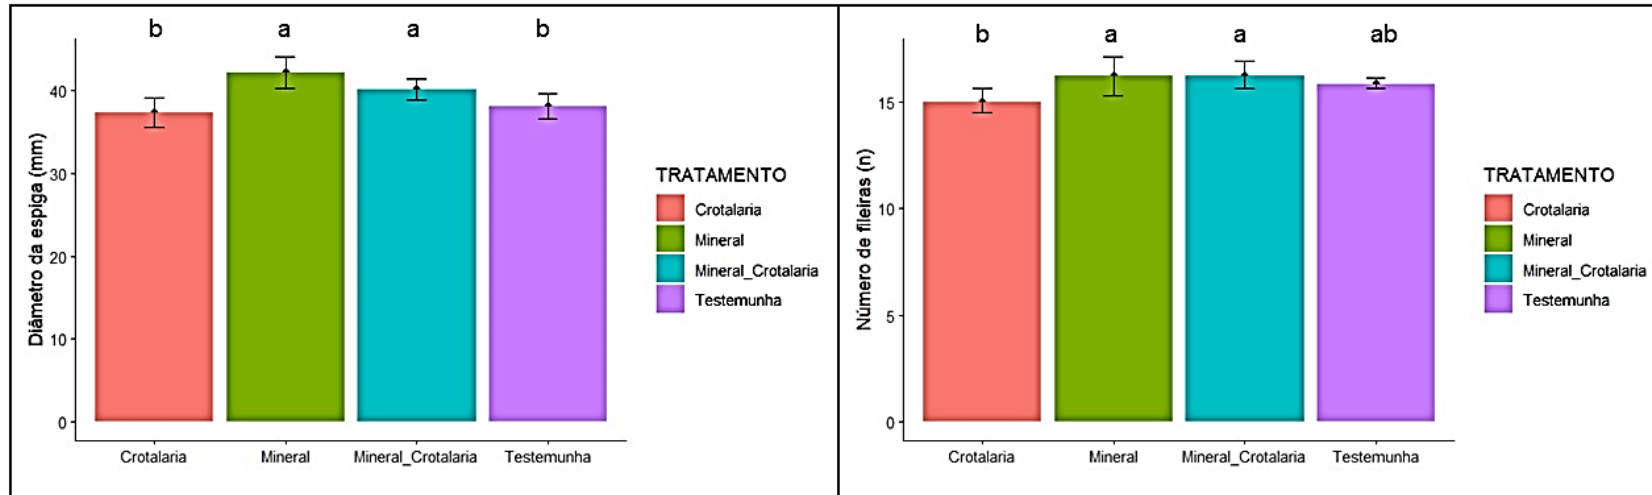 b a a b
Diâmetro da espiga (mm)
40
30
20
10
0
Crotalaria Mineral Mineral_Crotalaria Testemunha
TRATAMENTO
Crotalaria
Mineral
Mineral_Crotalaria
Testemunha
b a a ab
Número de fileiras (n)
15
10
5
0
Crotalaria Mineral Mineral_Crotalaria Testemunha
TRATAMENTO
Crotalaria
Mineral
Mineral_Crotalaria
Testemunha